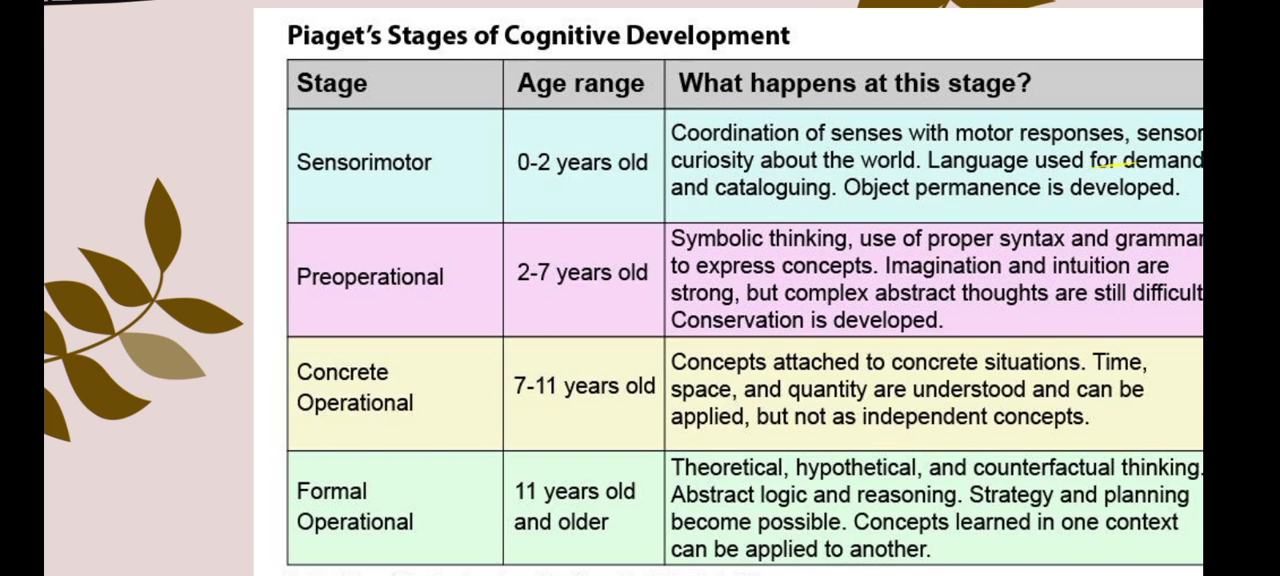 Piaget's Stages of Cognitive Development
Stage
Age range
What happens at this stage?
Sensorimotor
0-2 years old
Coordination of senses with motor responses, sensor
curiosity about the world. Language used for demand
and cataloguing. Object permanence is developed.
Preoperational
2-7 years old
Symbolic thinking, use of proper syntax and grammar
to express concepts. Imagination and intuition are
strong, but complex abstract thoughts are still difficult
Conservation is developed.
Concrete
Operational
7-11 years old
Concepts attached to concrete situations. Time,
space, and quantity are understood and can be
applied, but not as independent concepts.
Formal
Operational
11 years old
and older
Theoretical, hypothetical, and counterfactual thinking.
Abstract logic and reasoning. Strategy and planning
become possible. Concepts learned in one context
can be applied to another.